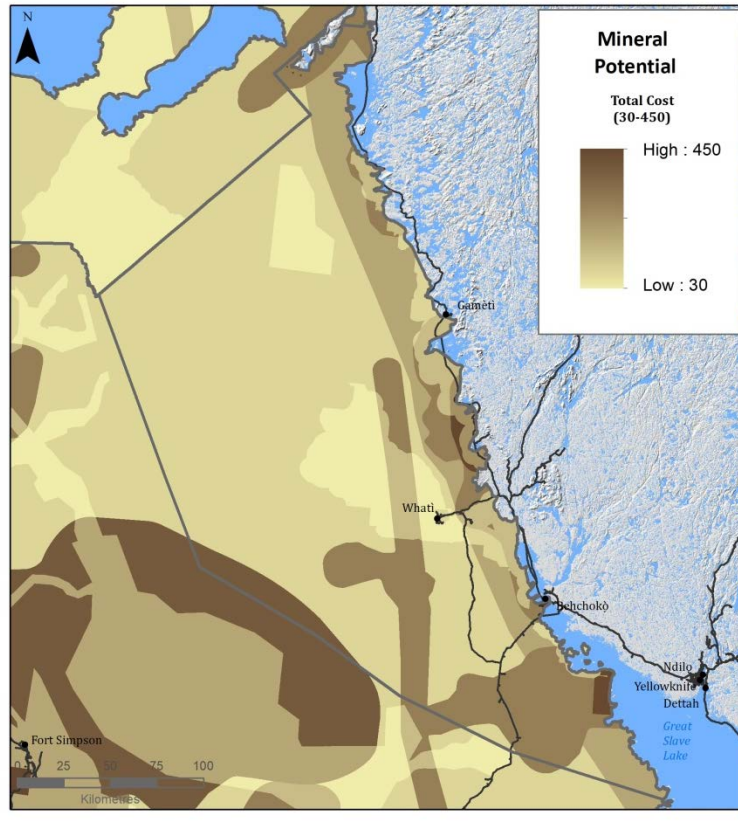 N
Mineral
Potential
Total Cost
(30-450)
High : 450
Low : 30
Gamètì
Whatì
Behchokǫ̀
Ndilǫ
Yellowknife
Dettah
Great
Slave
Lake
Fort Simpson
0 25 50 75 100
Kilometres